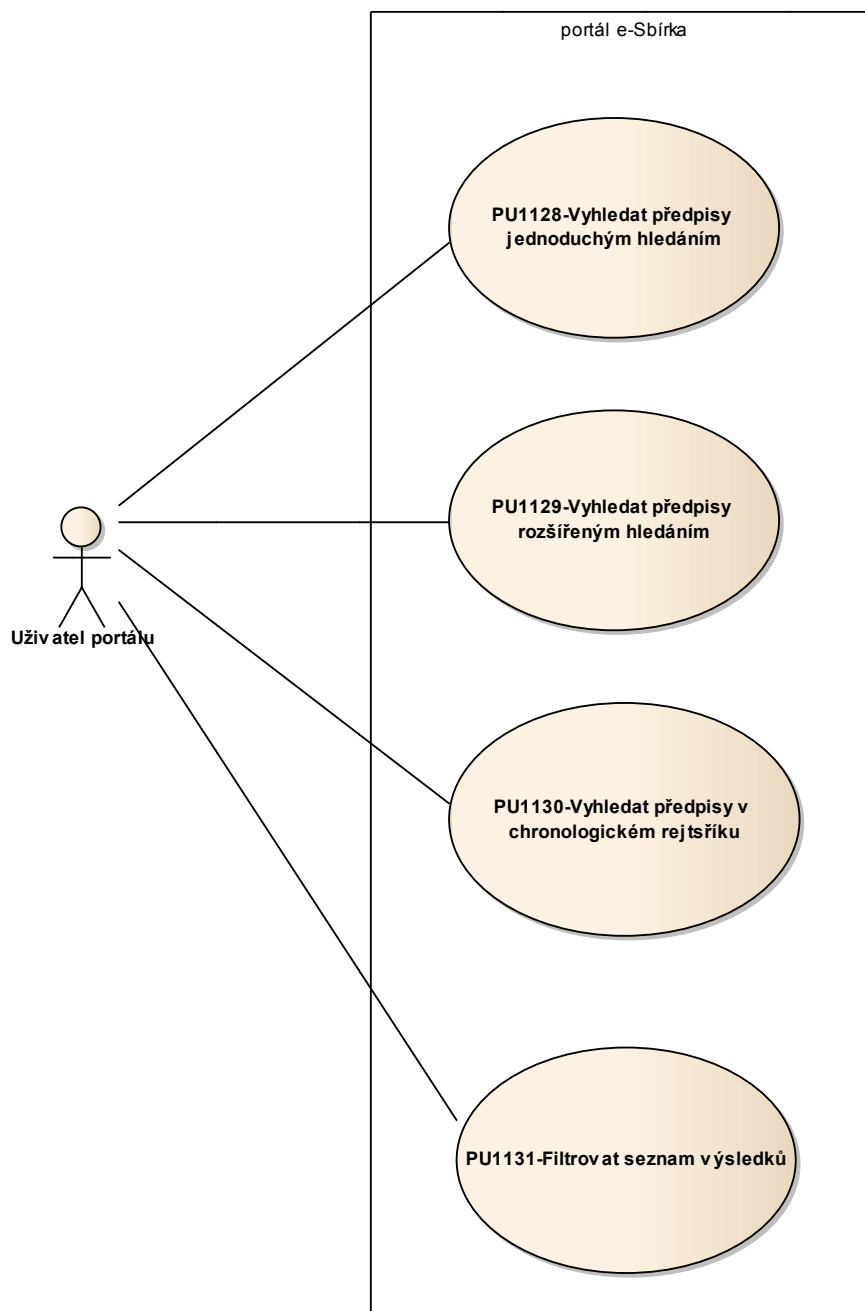 portál e-Sbírka
PU1128-Vyhledat předpisy
jednoduchým hledáním
PU1129-Vyhledat předpisy
rozšířeným hledáním
Uživatel portálu
PU1130-Vyhledat předpisy v
chronologickém rejtsříku
PU1131-Filtrovat seznam výsledků